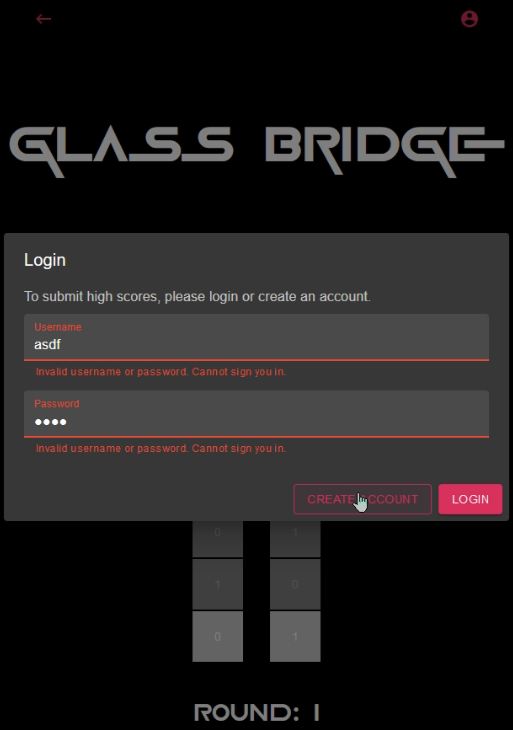 GLASS BRIDGE
Login
To submit high scores, please login or create an account.
Username
asdf
Invalid username or password. Cannot sign you in.
Password
●●●●
Invalid username or password. Cannot sign you in.
CREATE ACCOUNT LOGIN
0 1
1 0
0 1
ROUND: 1